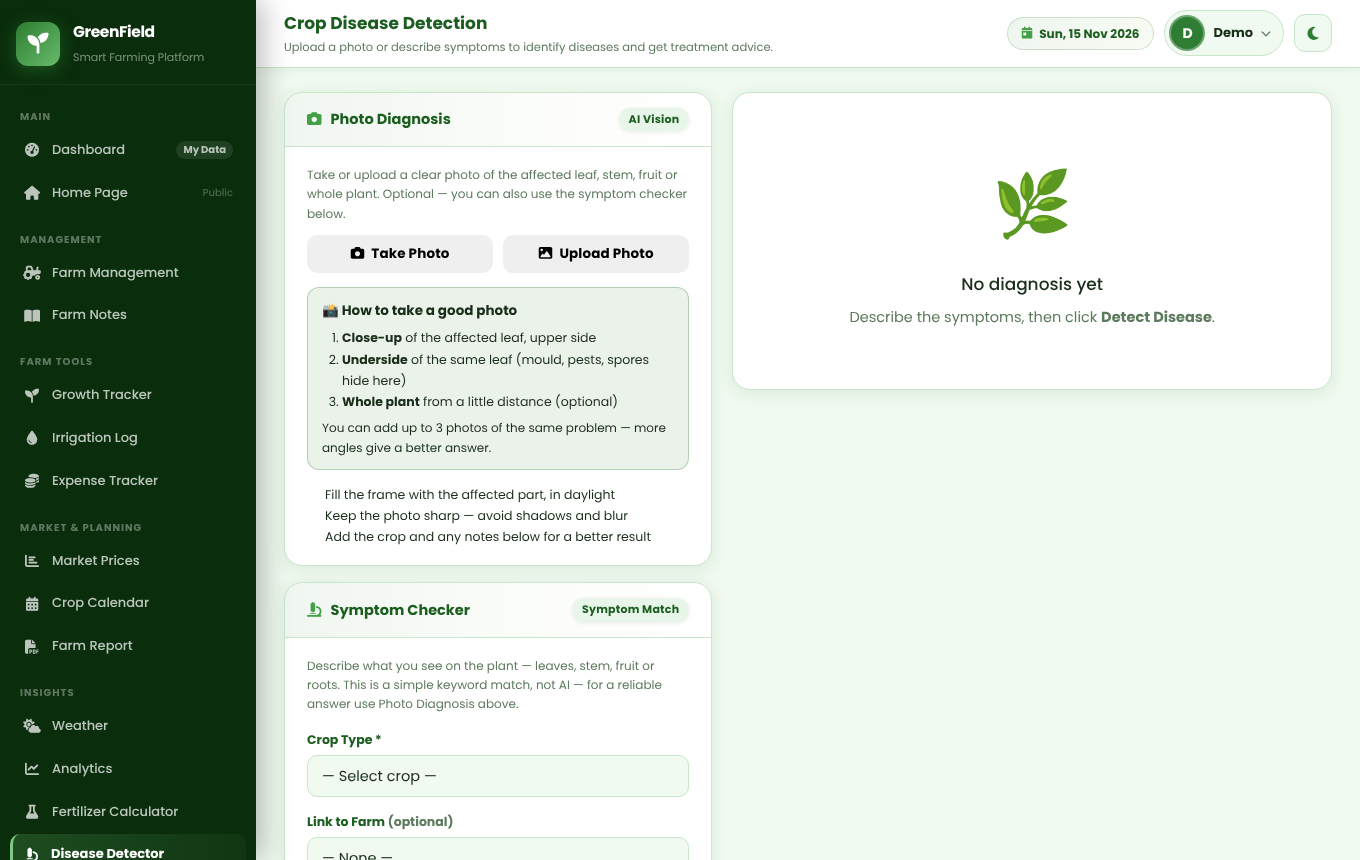 GreenField
Smart Farming Platform
MAIN
Dashboard
My Data
Home Page
Public
MANAGEMENT
Farm Management
Farm Notes
FARM TOOLS
Growth Tracker
Irrigation Log
Expense Tracker
MARKET & PLANNING
Market Prices
Crop Calendar
Farm Report
INSIGHTS
Weather
Analytics
Fertilizer Calculator
Disease Detector
Crop Disease Detection
Upload a photo or describe symptoms to identify diseases and get treatment advice.
Sun, 15 Nov 2026
D
Demo
Photo Diagnosis
AI Vision
Take or upload a clear photo of the affected leaf, stem, fruit or
whole plant. Optional — you can also use the symptom checker
below.
Take Photo
Upload Photo
📸 How to take a good photo
1. Close-up of the affected leaf, upper side
2. Underside of the same leaf (mould, pests, spores
hide here)
3. Whole plant from a little distance (optional)
You can add up to 3 photos of the same problem — more
angles give a better answer.
Fill the frame with the affected part, in daylight
Keep the photo sharp — avoid shadows and blur
Add the crop and any notes below for a better result
Symptom Checker
Symptom Match
Describe what you see on the plant — leaves, stem, fruit or
roots. This is a simple keyword match, not AI — for a reliable
answer use Photo Diagnosis above.
Crop Type *
— Select crop —
Link to Farm (optional)
— None —
No diagnosis yet
Describe the symptoms, then click Detect Disease.